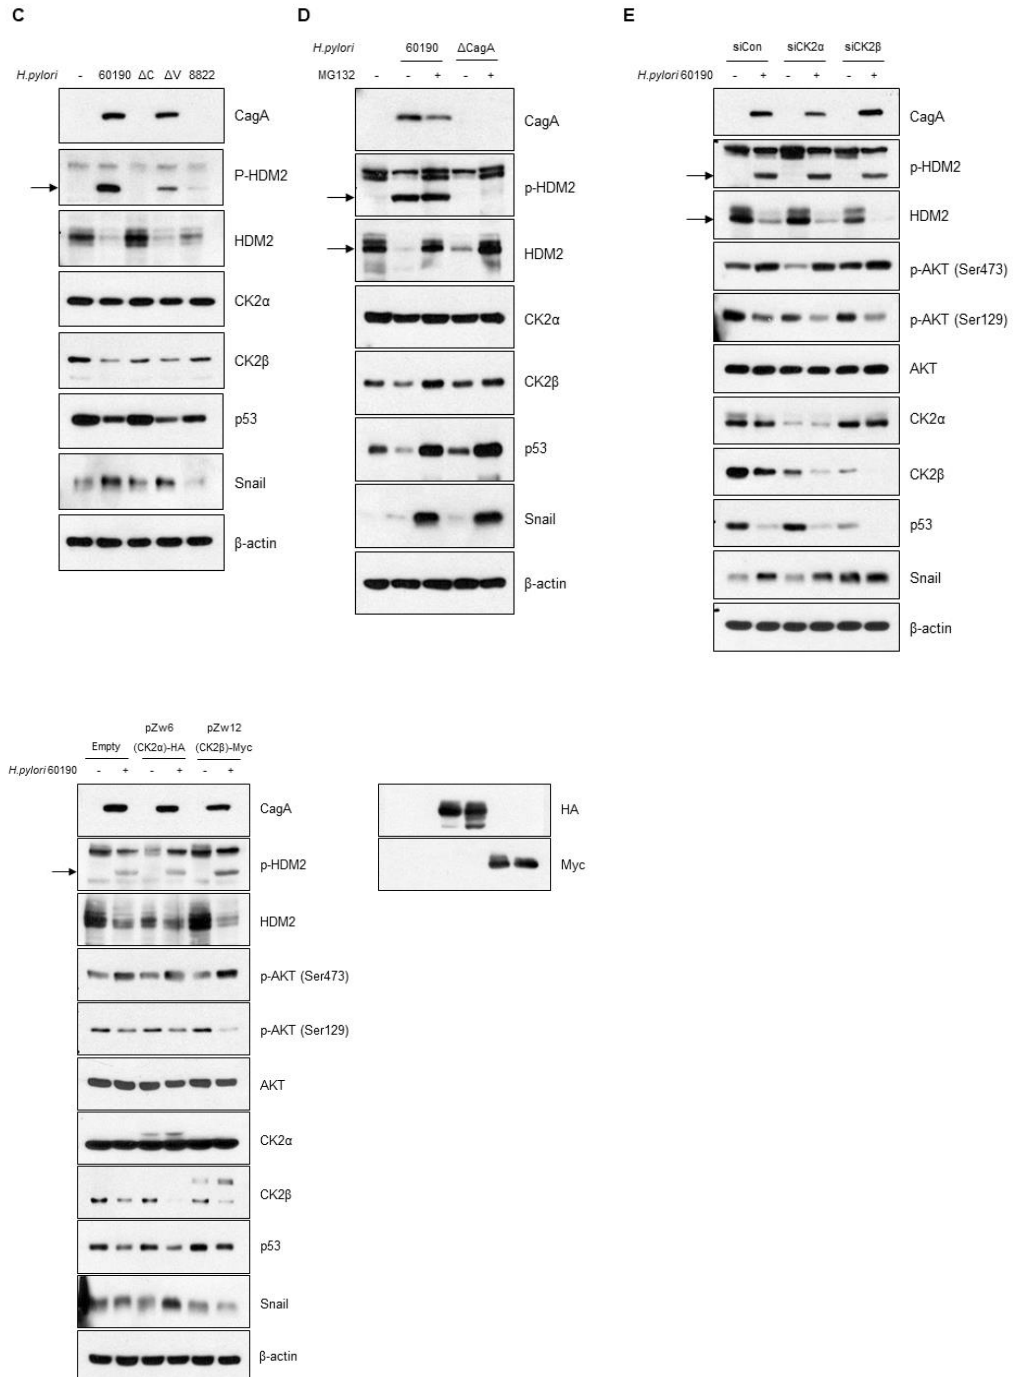 C
H.pylori - 60190 ΔC ΔV 8822
CagA
P-HDM2
HDM2
CK2α
CK2β
p53
Snail
β-actin
D
H.pylori 60190 ΔCagA
MG132 - - + - +
CagA
p-HDM2
HDM2
CK2α
CK2β
p53
Snail
β-actin
E
siCon siCK2α siCK2β
H.pylori 60190 - + - + - +
CagA
p-HDM2
HDM2
p-AKT (Ser473)
p-AKT (Ser129)
AKT
CK2α
CK2β
p53
Snail
β-actin
C
pZw6 pZw12
Empty (CK2α)-HA (CK2β)-Myc
H.pylori 60190 - + - + - +
CagA
p-HDM2
HDM2
p-AKT (Ser473)
p-AKT (Ser129)
AKT
CK2α
CK2β
p53
Snail
β-actin
HA
Myc